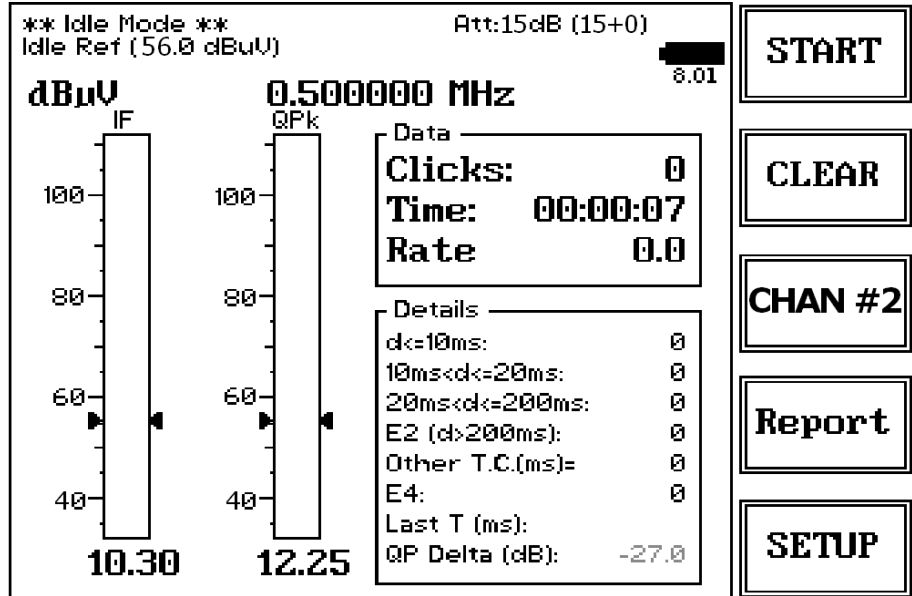 ** Idle Mode **
Att:15dB (15+0)
Idle Ref (56.0 dBuV)
8.01
dBµV
0.500000 MHz
IF
QPk
100
80
60
40
10.30
100
80
60
40
12.25
Data
Clicks: 0
Time: 00:00:07
Rate 0.0
Details
d<=10ms: 0
10ms<d<=20ms: 0
20ms<d<=200ms: 0
E2 (d>200ms): 0
Other T.C.(ms)= 0
E4: 0
Last T (ms):
QP Delta (dB): -27.0
START
CLEAR
CHAN #2
Report
SETUP